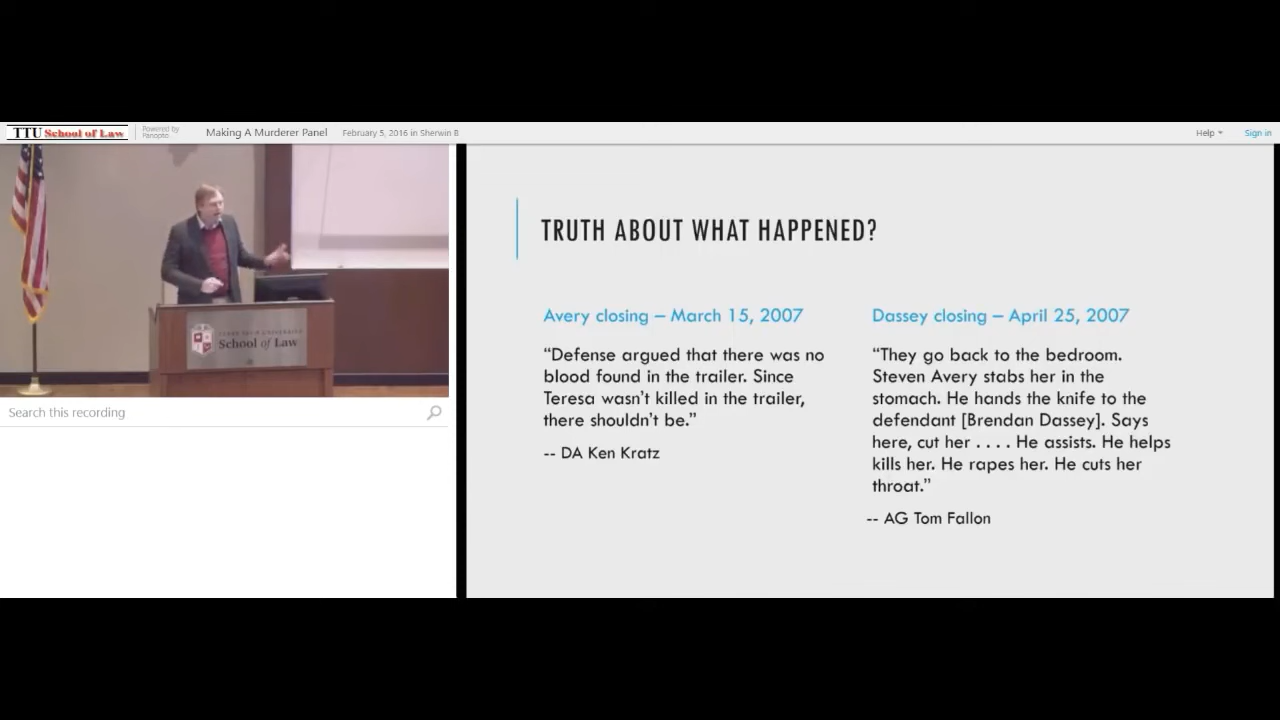 TTU School of Law
Powered by
Panopto
Making A Murderer Panel
February 5, 2016 in Sherwin B
Help
Sign in
School of Law
Search this recording
TRUTH ABOUT WHAT HAPPENED?
Avery closing – March 15, 2007
“Defense argued that there was no
blood found in the trailer. Since
Teresa wasn’t killed in the trailer,
there shouldn’t be.”
-- DA Ken Kratz
Dassey closing – April 25, 2007
“They go back to the bedroom.
Steven Avery stabs her in the
stomach. He hands the knife to the
defendant [Brendan Dassey]. Says
here, cut her . . . . He assists. He helps
kills her. He rapes her. He cuts her
throat.”
-- AG Tom Fallon